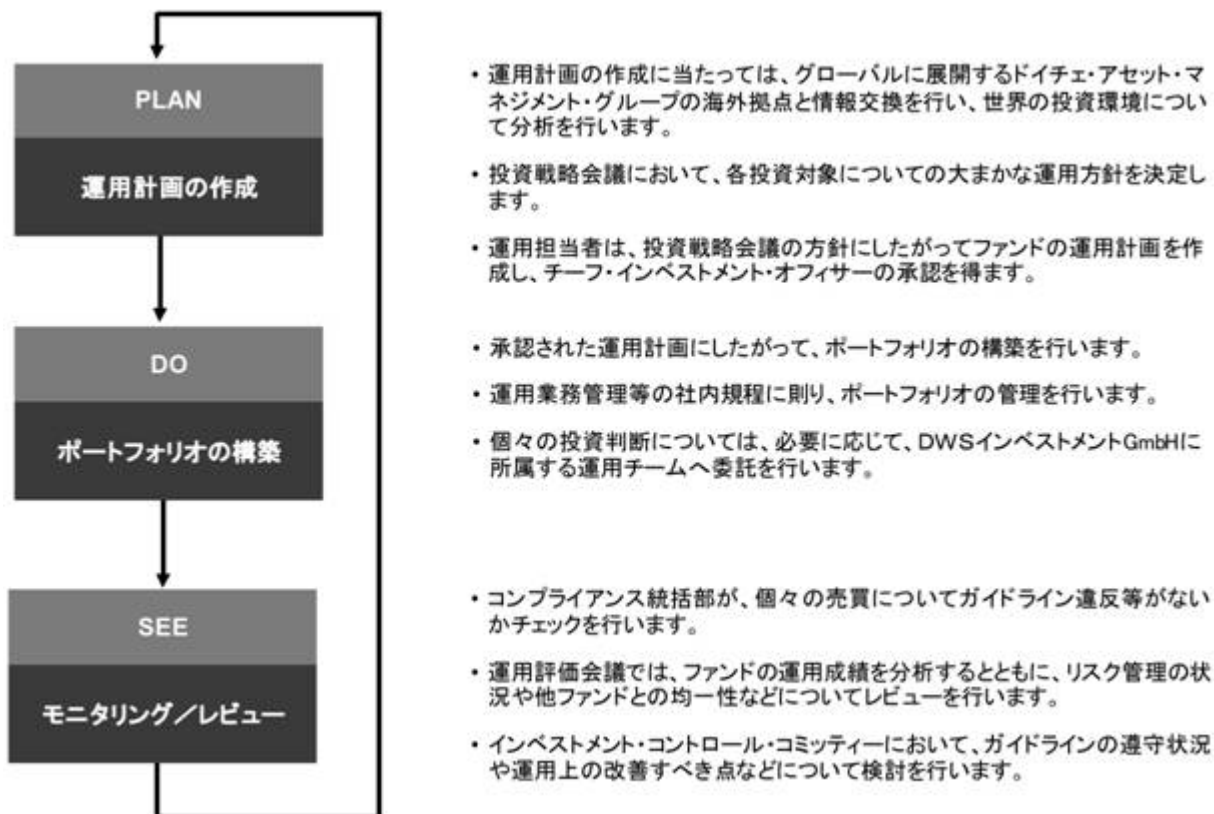 PLAN
運用計画の作成
・運用計画の作成に当たっては、グローバルに展開するドイチェ・アセット・マ
ネジメント・グループの海外拠点と情報交換を行い、世界の投資環境につい
て分析を行います。
・投資戦略会議において、各投資対象についての大まかな運用方針を決定し
ます。
・運用担当者は、投資戦略会議の方針にしたがってファンドの運用計画を作
成し、チーフ・インベストメント・オフィサーの承認を得ます。
DO
ポートフォリオの構築
・承認された運用計画にしたがって、ポートフォリオの構築を行います。
・運用業務管理等の社内規程に則り、ポートフォリオの管理を行います。
・個々の投資判断については、必要に応じて、DWSインベストメントGmbHに
所属する運用チームへ委託を行います。
SEE
モニタリング／レビュー
・コンプライアンス統括部が、個々の売買についてガイドライン違反等がない
かチェックを行います。
・運用評価会議では、ファンドの運用成績を分析するとともに、リスク管理の状
況や他ファンドとの均一性などについてレビューを行います。
・インベストメント・コントロール・コミッティーにおいて、ガイドラインの遵守状況
や運用上の改善すべき点などについて検討を行います。